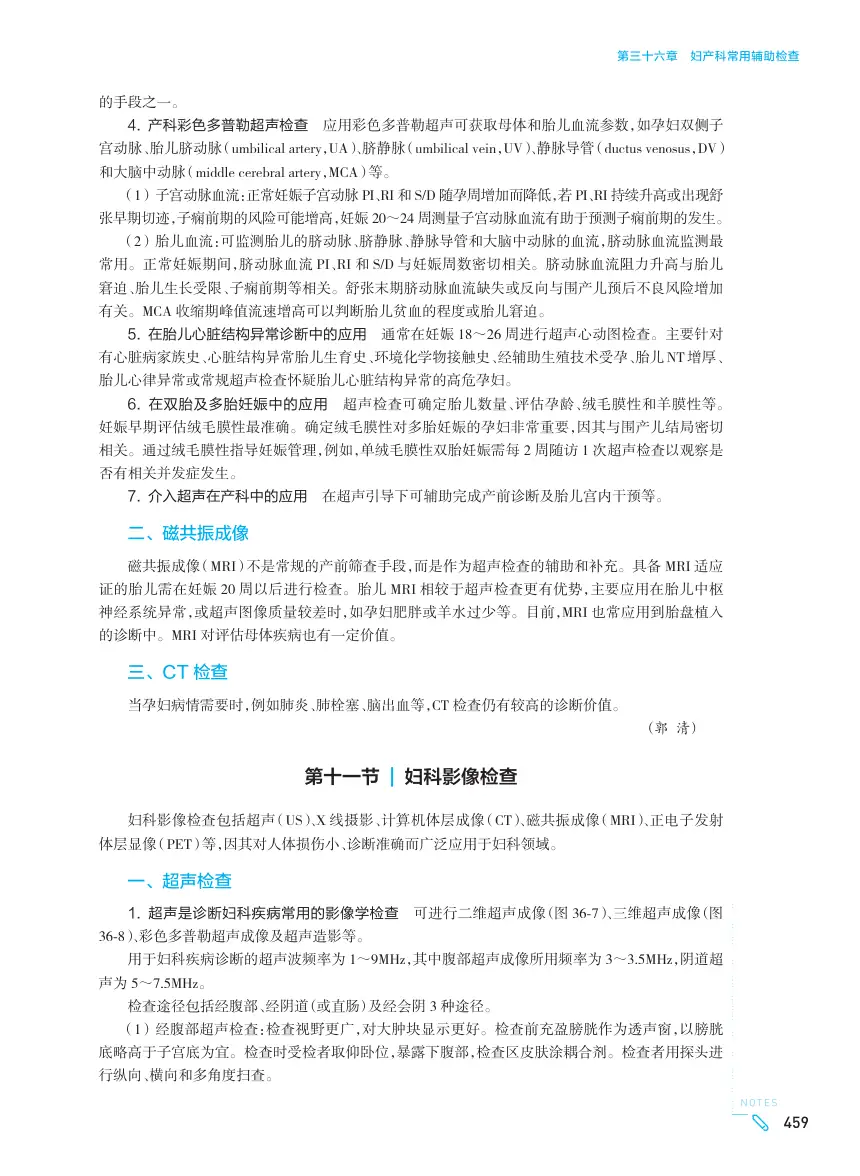 第三十六章　妇产科常用辅助检查
的手段之一。
4. 产科彩色多普勒超声检查　应用彩色多普勒超声可获取母体和胎儿血流参数,如孕妇双侧子
宫动脉、胎儿脐动脉(umbilical artery,UA)、脐静脉(umbilical vein,UV)、静脉导管(ductus venosus,DV)
和大脑中动脉(middle cerebral artery,MCA)等。
(1)子宫动脉血流:正常妊娠子宫动脉 PI、RI 和 S/D 随孕周增加而降低,若 PI、RI 持续升高或出现舒
张早期切迹,子痫前期的风险可能增高,妊娠 20～24 周测量子宫动脉血流有助于预测子痫前期的发生。
(2)胎儿血流:可监测胎儿的脐动脉、脐静脉、静脉导管和大脑中动脉的血流,脐动脉血流监测最
常用。正常妊娠期间,脐动脉血流 PI、RI 和 S/D 与妊娠周数密切相关。脐动脉血流阻力升高与胎儿
窘迫、胎儿生长受限、子痫前期等相关。舒张末期脐动脉血流缺失或反向与围产儿预后不良风险增加
有关。MCA 收缩期峰值流速增高可以判断胎儿贫血的程度或胎儿窘迫。
5. 在胎儿心脏结构异常诊断中的应用　通常在妊娠 18～26 周进行超声心动图检查。主要针对
有心脏病家族史、心脏结构异常胎儿生育史、环境化学物接触史、经辅助生殖技术受孕、胎儿 NT 增厚、
胎儿心律异常或常规超声检查怀疑胎儿心脏结构异常的高危孕妇。
6. 在双胎及多胎妊娠中的应用　超声检查可确定胎儿数量、评估孕龄、绒毛膜性和羊膜性等。
妊娠早期评估绒毛膜性最准确。确定绒毛膜性对多胎妊娠的孕妇非常重要,因其与围产儿结局密切
相关。通过绒毛膜性指导妊娠管理,例如,单绒毛膜性双胎妊娠需每 2 周随访 1 次超声检查以观察是
否有相关并发症发生。
7. 介入超声在产科中的应用　在超声引导下可辅助完成产前诊断及胎儿宫内干预等。
二、磁共振成像
磁共振成像(MRI)不是常规的产前筛查手段,而是作为超声检查的辅助和补充。具备 MRI 适应
证的胎儿需在妊娠 20 周以后进行检查。胎儿 MRI 相较于超声检查更有优势,主要应用在胎儿中枢
神经系统异常,或超声图像质量较差时,如孕妇肥胖或羊水过少等。目前,MRI 也常应用到胎盘植入
的诊断中。MRI 对评估母体疾病也有一定价值。
三、CT 检查
当孕妇病情需要时,例如肺炎、肺栓塞、脑出血等,CT 检查仍有较高的诊断价值。
(郭 清)
第十一节 | 妇科影像检查
妇科影像检查包括超声(US)、X 线摄影、计算机体层成像(CT)、磁共振成像(MRI)、正电子发射
体层显像(PET)等,因其对人体损伤小、诊断准确而广泛应用于妇科领域。
一、超声检查
1. 超声是诊断妇科疾病常用的影像学检查　可进行二维超声成像(图 36-7)、三维超声成像(图
36-8)、彩色多普勒超声成像及超声造影等。
用于妇科疾病诊断的超声波频率为 1～9MHz,其中腹部超声成像所用频率为 3～3.5MHz,阴道超
声为 5～7.5MHz。
检查途径包括经腹部、经阴道(或直肠)及经会阴 3 种途径。
(1)经腹部超声检查:检查视野更广,对大肿块显示更好。检查前充盈膀胱作为透声窗,以膀胱
底略高于子宫底为宜。检查时受检者取仰卧位,暴露下腹部,检查区皮肤涂耦合剂。检查者用探头进
行纵向、横向和多角度扫查。
NOTES
459